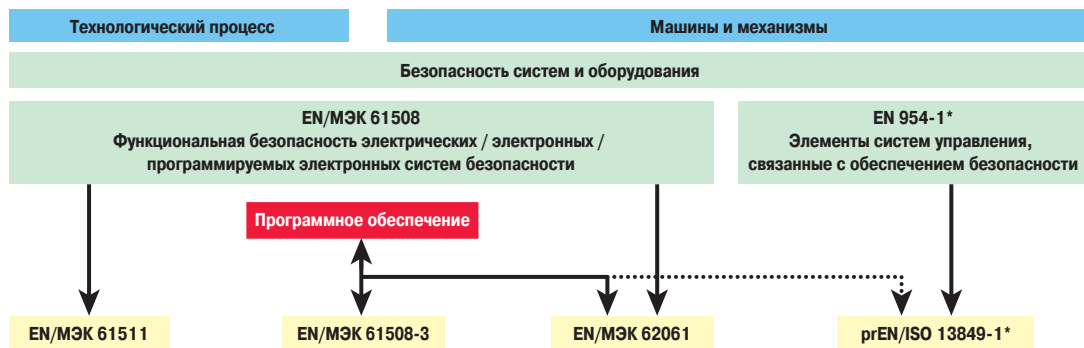 Технологический процесс
Машины и механизмы
Безопасность систем и оборудования
EN/МЭК 61508
Функциональная безопасность электрических / электронных /
программируемых электронных систем безопасности
EN 954-1*
Элементы систем управления,
связанные с обеспечением безопасности
Программное обеспечение
EN/МЭК 61511
EN/МЭК 61508-3
EN/МЭК 62061
prEN/ISO 13849-1*